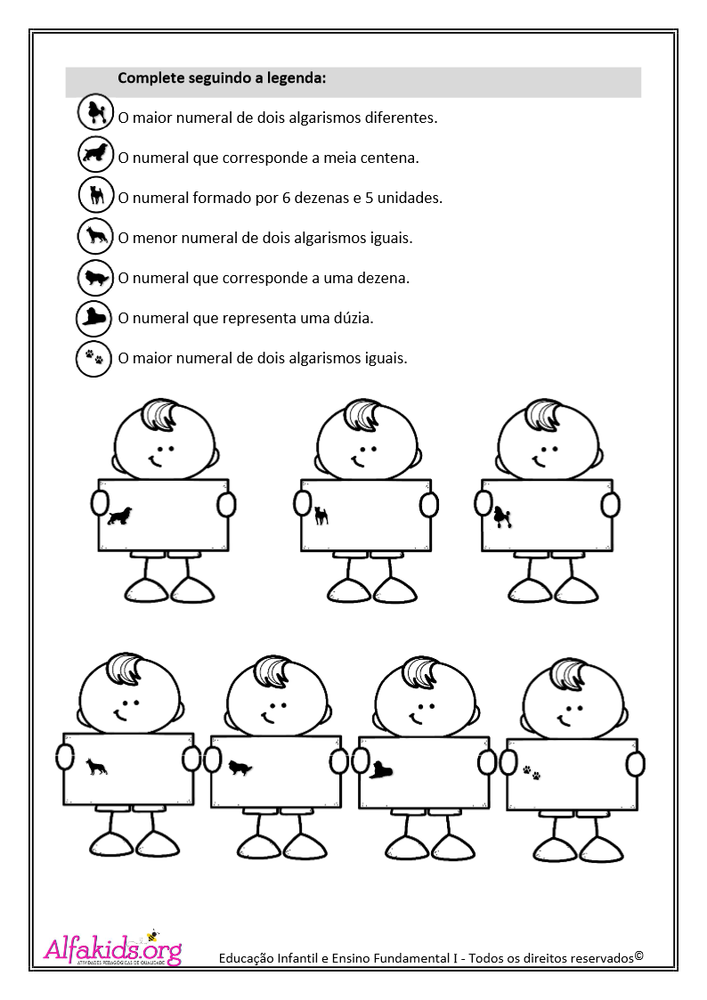 Complete seguindo a legenda:
O maior numeral de dois algarismos diferentes.
O numeral que corresponde a meia centena.
O numeral formado por 6 dezenas e 5 unidades.
O menor numeral de dois algarismos iguais.
O numeral que corresponde a uma dezena.
O numeral que representa uma dúzia.
O maior numeral de dois algarismos iguais.
Alfakids.org
ATIVIDADES PEDAGÓGICAS DE QUALIDADE
Educação Infantil e Ensino Fundamental I - Todos os direitos reservados©